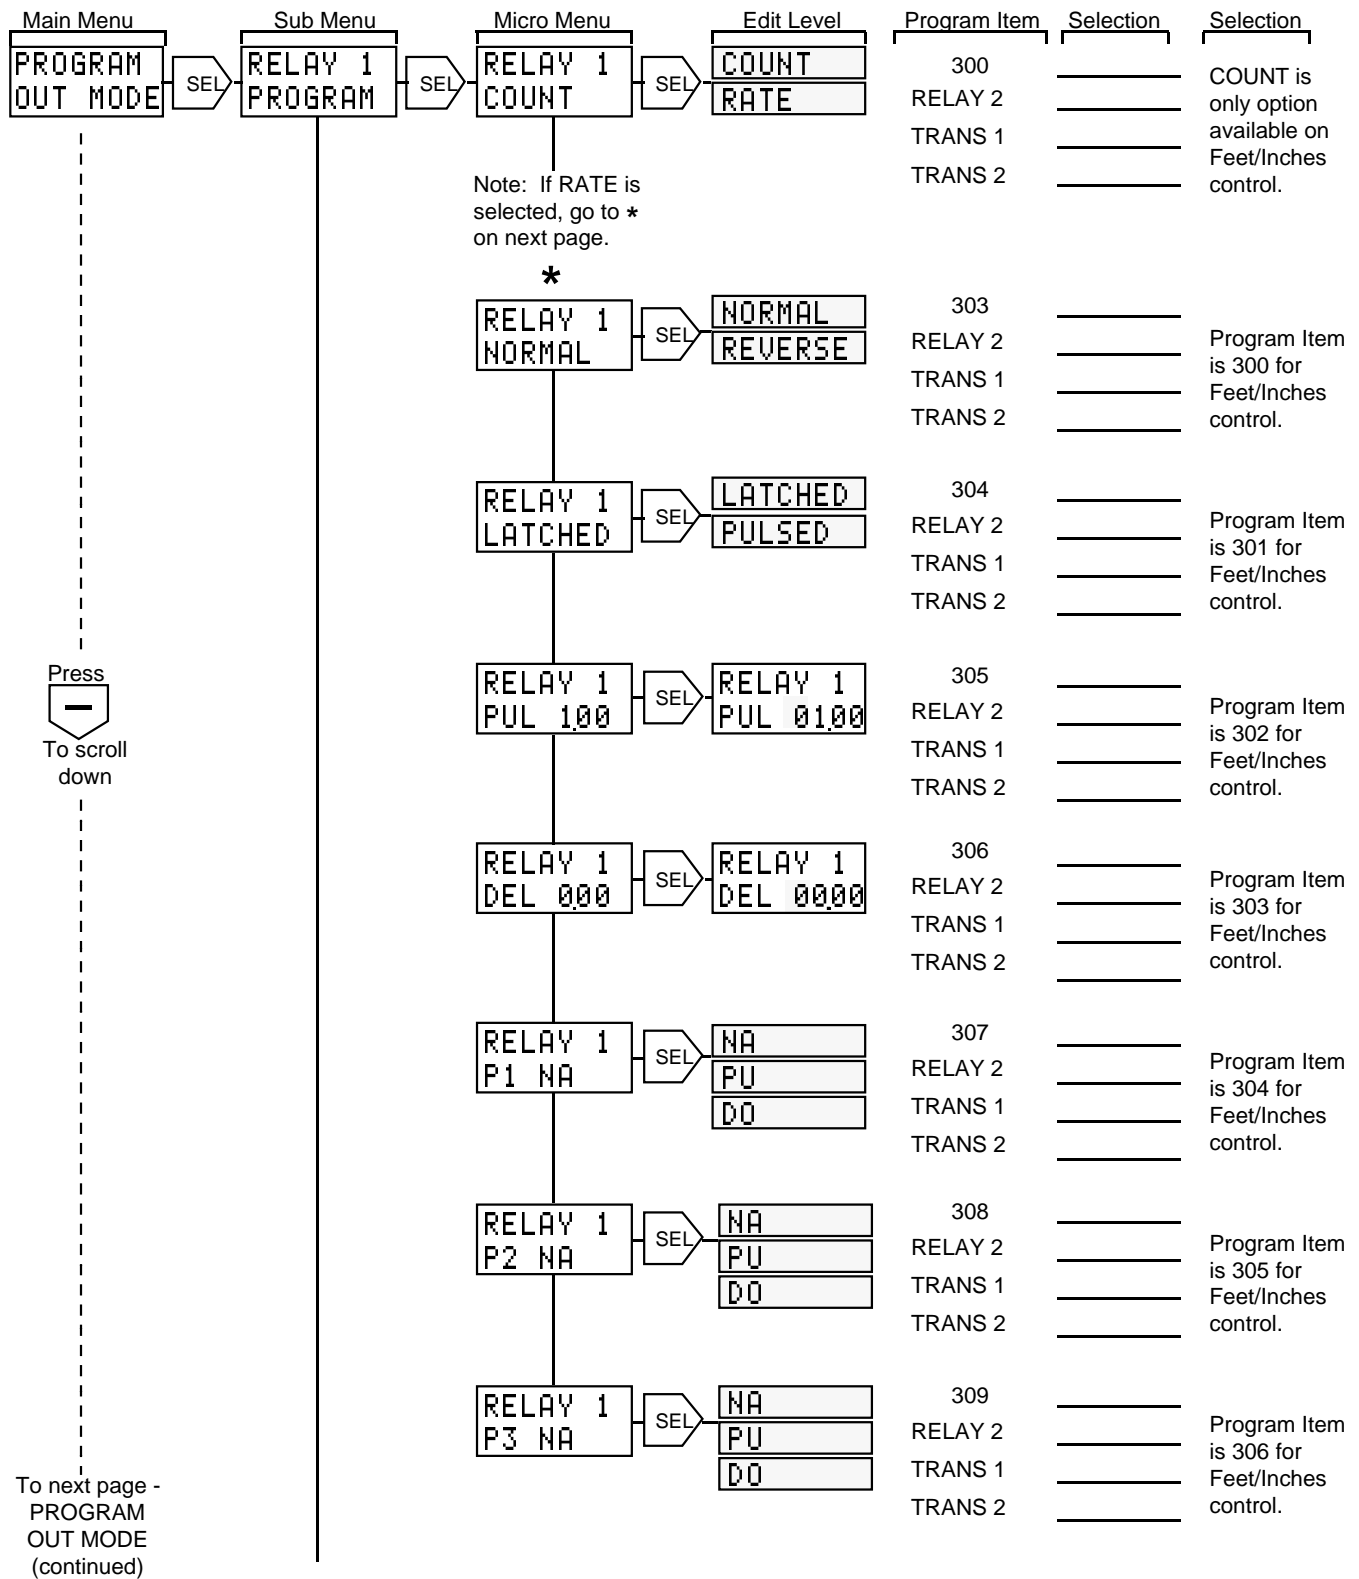 Main Menu Sub Menu Micro Menu Edit Level Program Item Selection Selection
PROGRAM
OUT MODE
SEL
RELAY 1
PROGRAM
SEL
RELAY 1
COUNT
SEL
COUNT
RATE
300
RELAY 2
TRANS 1
TRANS 2
COUNT is
only option
available on
Feet/Inches
control.
Note: If RATE is
selected, go to *
on next page.
*
RELAY 1
NORMAL
SEL
NORMAL
REVERSE
303
RELAY 2
TRANS 1
TRANS 2
Program Item
is 300 for
Feet/Inches
control.
RELAY 1
LATCHED
SEL
LATCHED
PULSED
304
RELAY 2
TRANS 1
TRANS 2
Program Item
is 301 for
Feet/Inches
control.
Press
−
To scroll
down
RELAY 1
PUL 1.00
SEL
RELAY 1
PUL 01.00
305
RELAY 2
TRANS 1
TRANS 2
Program Item
is 302 for
Feet/Inches
control.
RELAY 1
DEL 0.00
SEL
RELAY 1
DEL 00.00
306
RELAY 2
TRANS 1
TRANS 2
Program Item
is 303 for
Feet/Inches
control.
RELAY 1
P1 NA
SEL
NA
PU
DO
307
RELAY 2
TRANS 1
TRANS 2
Program Item
is 304 for
Feet/Inches
control.
RELAY 1
P2 NA
SEL
NA
PU
DO
308
RELAY 2
TRANS 1
TRANS 2
Program Item
is 305 for
Feet/Inches
control.
RELAY 1
P3 NA
SEL
NA
PU
DO
309
RELAY 2
TRANS 1
TRANS 2
Program Item
is 306 for
Feet/Inches
control.
To next page -
PROGRAM
OUT MODE
(continued)